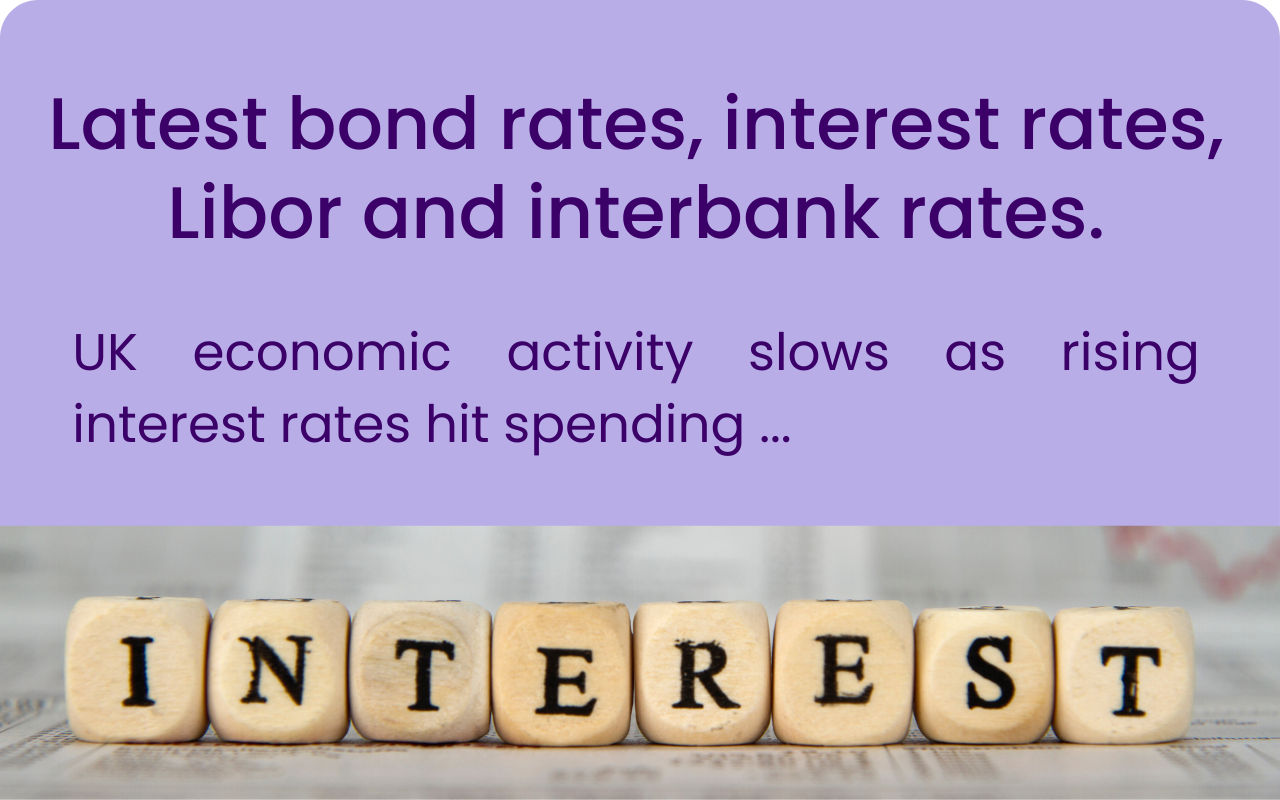 Latest bond rates, interest rates,
Libor and interbank rates.
UK economic activity slows as rising
interest rates hit spending ...
INTEREST